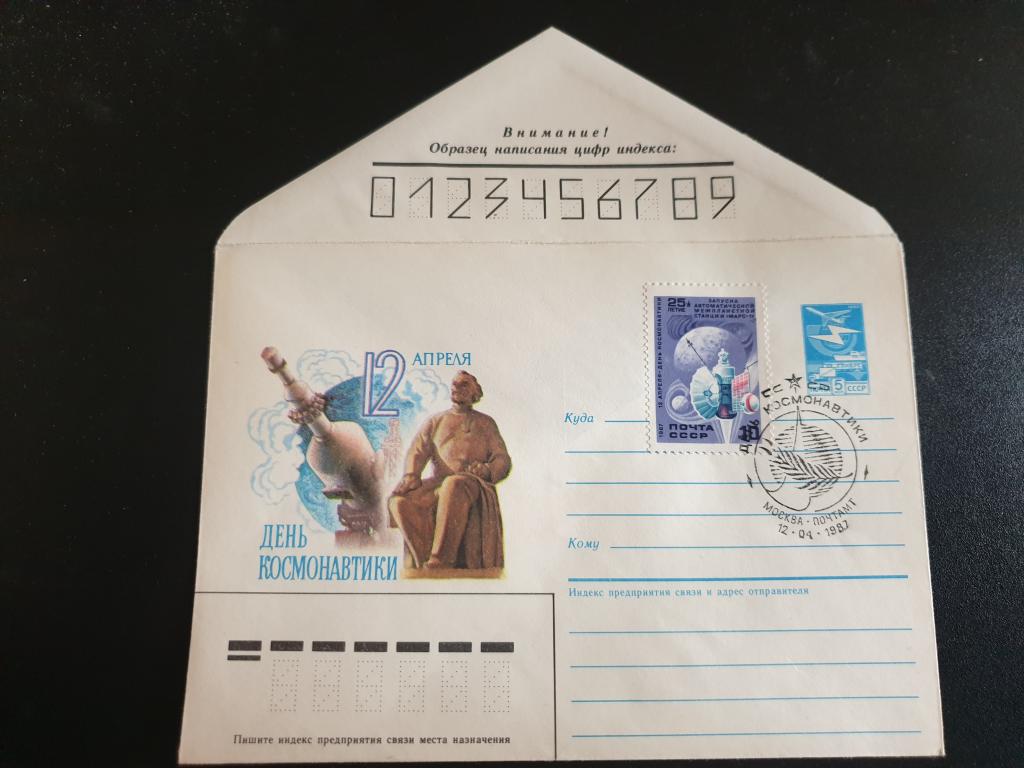 Внимание!
Образец написания цифр индекса:
0123456789
25 ЛЕТИЕ
ЗАПУСКА
АВТОМАТИЧЕСКОЙ
МЕЖПЛАНЕТНОЙ
СТАНЦИИ «МАРС-1»
1987 12 АПРЕЛЯ-ДЕНЬ КОСМОНАВТИКИ
ПОЧТА
СССР
5
СССР
12 АПРЕЛЯ
ДЕНЬ
КОСМОНАВТИКИ
Куда
КОСМОНАВТИКИ
МОСКВА · ПОЧТАМТ
12 · 04 · 1987
Кому
Индекс предприятия связи и адрес отправителя
Пишите индекс предприятия связи места назначения